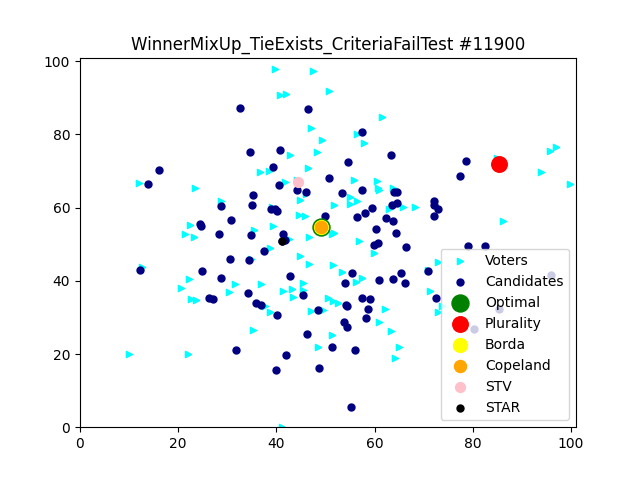 WinnerMixUp_TieExists_CriteriaFailTest #11900
100
80
60
40
20
0
Voters
Candidates
Optimal
Plurality
Borda
Copeland
STV
STAR
0 20 40 60 80 100